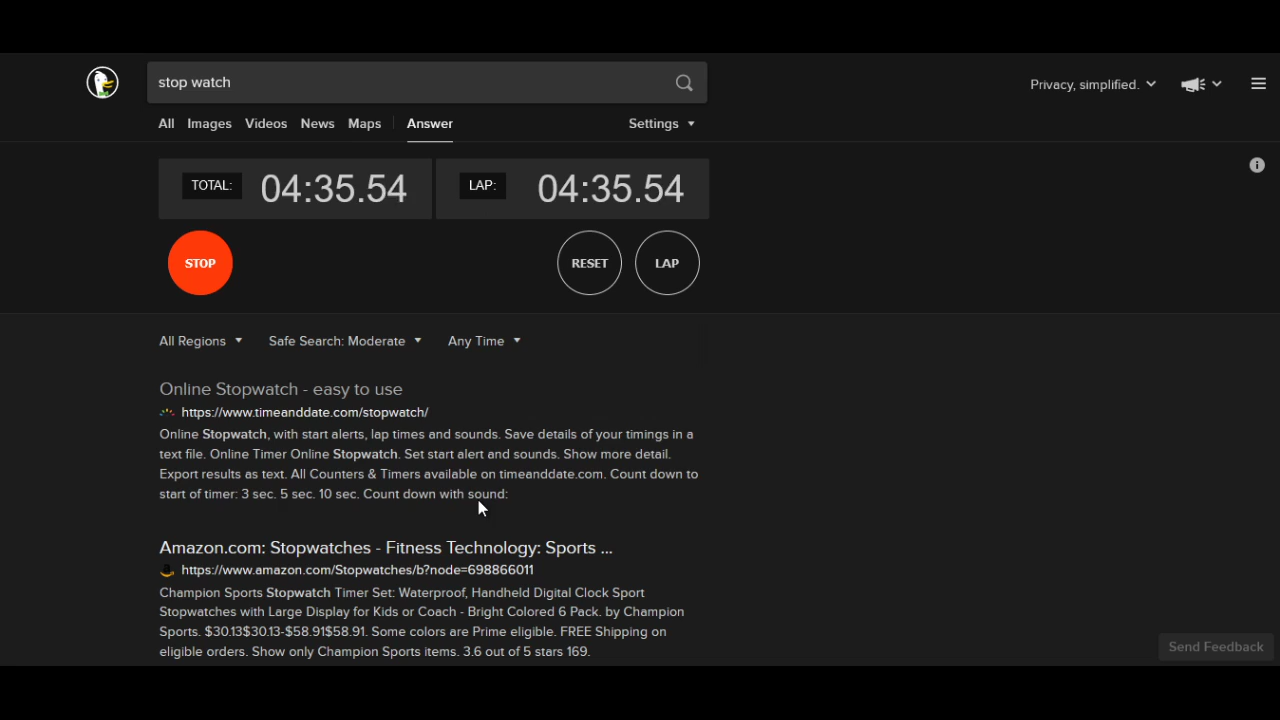 stop watch
Privacy, simplified.
All Images Videos News Maps Answer Settings
TOTAL: 04:35.54 LAP: 04:35.54
STOP RESET LAP
All Regions Safe Search: Moderate Any Time
Online Stopwatch - easy to use
https://www.timeanddate.com/stopwatch/
Online Stopwatch, with start alerts, lap times and sounds. Save details of your timings in a
text file. Online Timer Online Stopwatch. Set start alert and sounds. Show more detail.
Export results as text. All Counters & Timers available on timeanddate.com. Count down to
start of timer: 3 sec. 5 sec. 10 sec. Count down with sound:
Amazon.com: Stopwatches - Fitness Technology: Sports ...
https://www.amazon.com/Stopwatches/b?node=698866011
Champion Sports Stopwatch Timer Set: Waterproof, Handheld Digital Clock Sport
Stopwatches with Large Display for Kids or Coach - Bright Colored 6 Pack. by Champion
Sports. $30.13$30.13-$58.91$58.91. Some colors are Prime eligible. FREE Shipping on
eligible orders. Show only Champion Sports items. 3.6 out of 5 stars 169.
Send Feedback